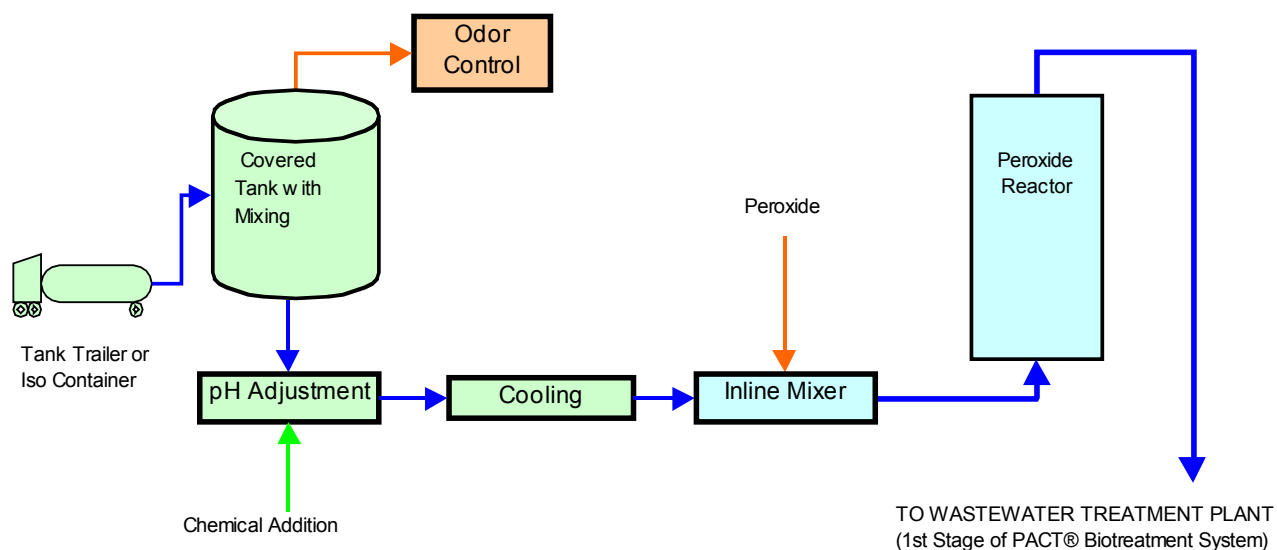 Odor
Control
Covered
Tank with
Mixing
Peroxide
Reactor
Peroxide
Tank Trailer or
Iso Container
pH Adjustment
Cooling
Inline Mixer
Chemical Addition
TO WASTEWATER TREATMENT PLANT
(1st Stage of PACT® Biotreatment System)